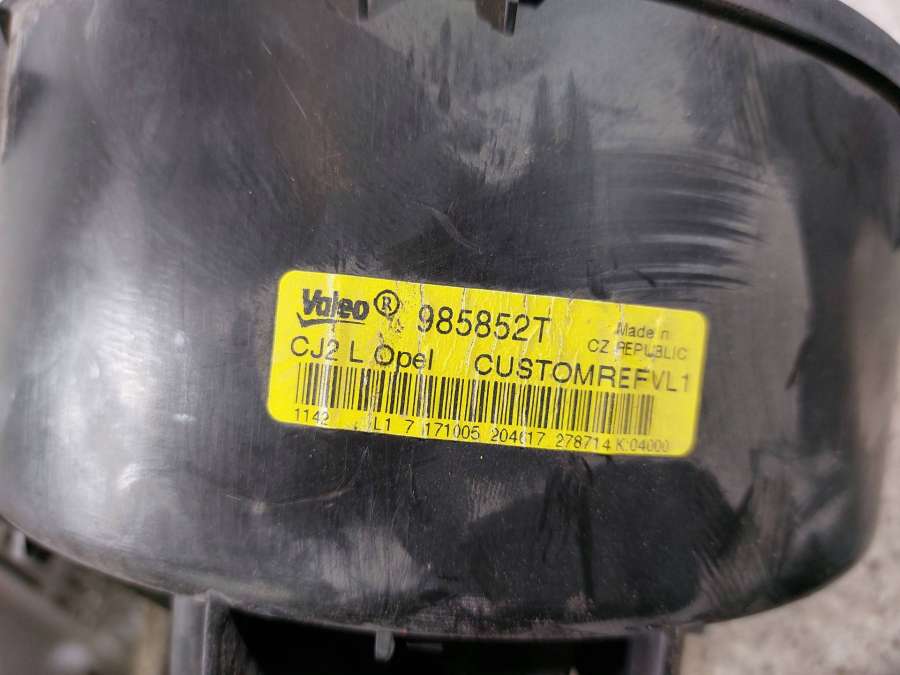 Valeo ® 985852T
Made in
CZ REPUBLIC
CJ2 L Opel CUSTOMREFVL1
1142 L1 7 171005 204617 278714 K:04000